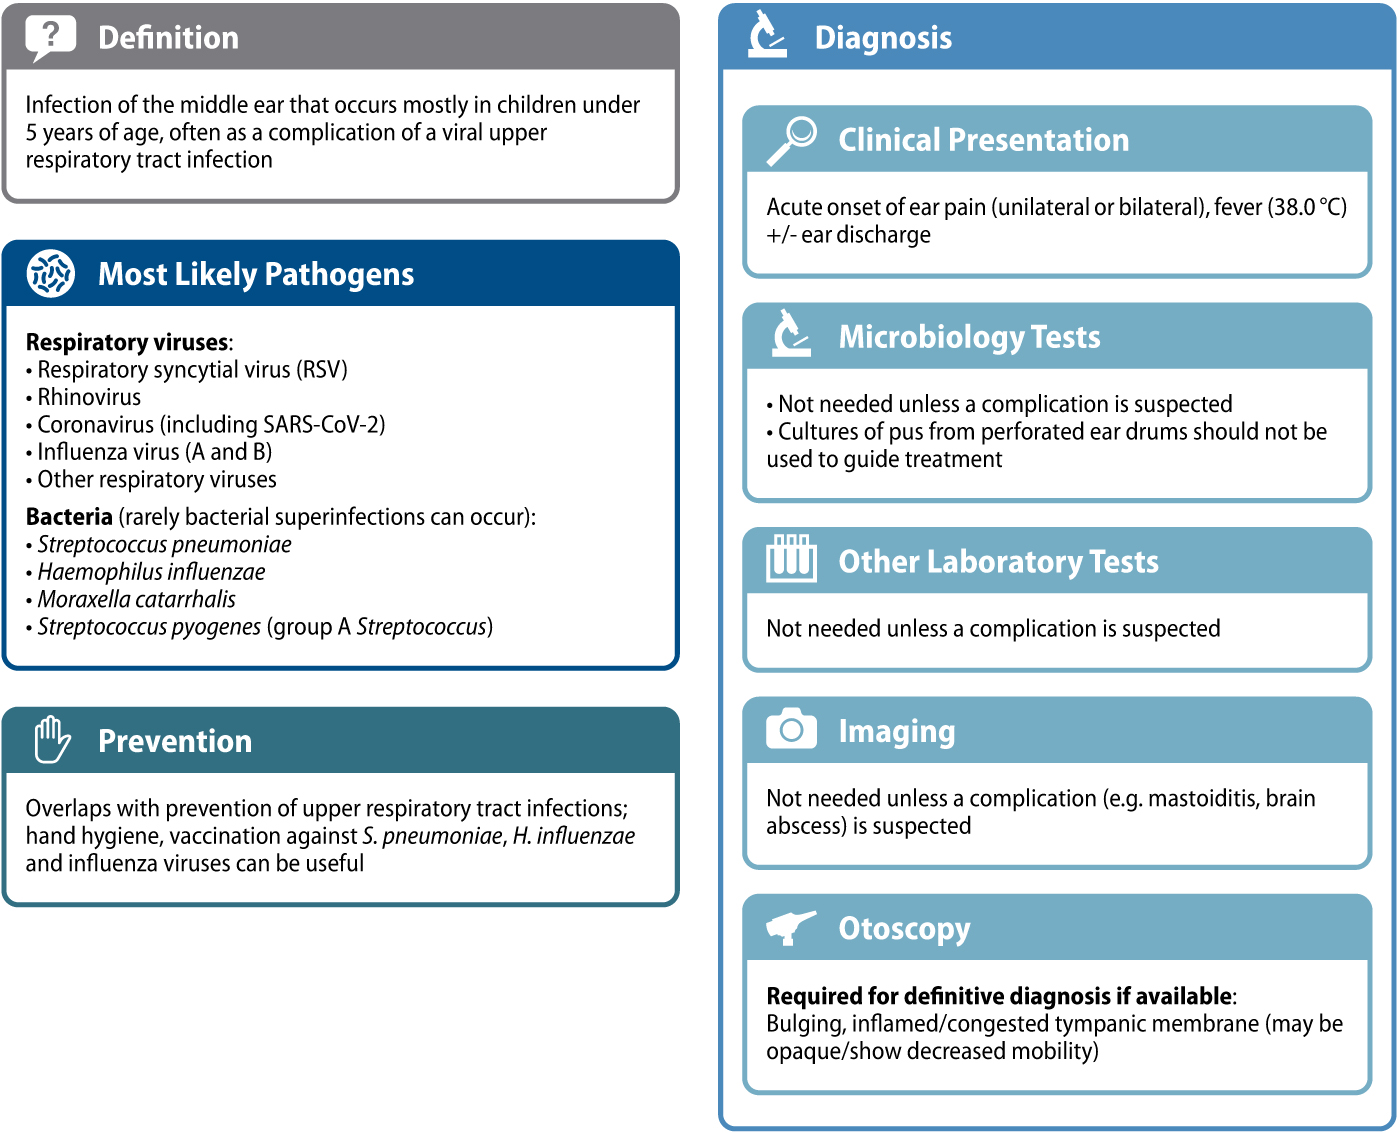 ?
Definition
Infection of the middle ear that occurs mostly in children under
5 years of age, often as a complication of a viral upper
respiratory tract infection
Most Likely Pathogens
Respiratory viruses:
• Respiratory syncytial virus (RSV)
• Rhinovirus
• Coronavirus (including SARS-CoV-2)
• Influenza virus (A and B)
• Other respiratory viruses
Bacteria (rarely bacterial superinfections can occur):
• Streptococcus pneumoniae
• Haemophilus influenzae
• Moraxella catarrhalis
• Streptococcus pyogenes (group A Streptococcus)
Prevention
Overlaps with prevention of upper respiratory tract infections;
hand hygiene, vaccination against S. pneumoniae, H. influenzae
and influenza viruses can be useful
Diagnosis
Clinical Presentation
Acute onset of ear pain (unilateral or bilateral), fever (38.0 °C)
+/- ear discharge
Microbiology Tests
• Not needed unless a complication is suspected
• Cultures of pus from perforated ear drums should not be
used to guide treatment
Other Laboratory Tests
Not needed unless a complication is suspected
Imaging
Not needed unless a complication (e.g. mastoiditis, brain
abscess) is suspected
Otoscopy
Required for definitive diagnosis if available:
Bulging, inflamed/congested tympanic membrane (may be
opaque/show decreased mobility)